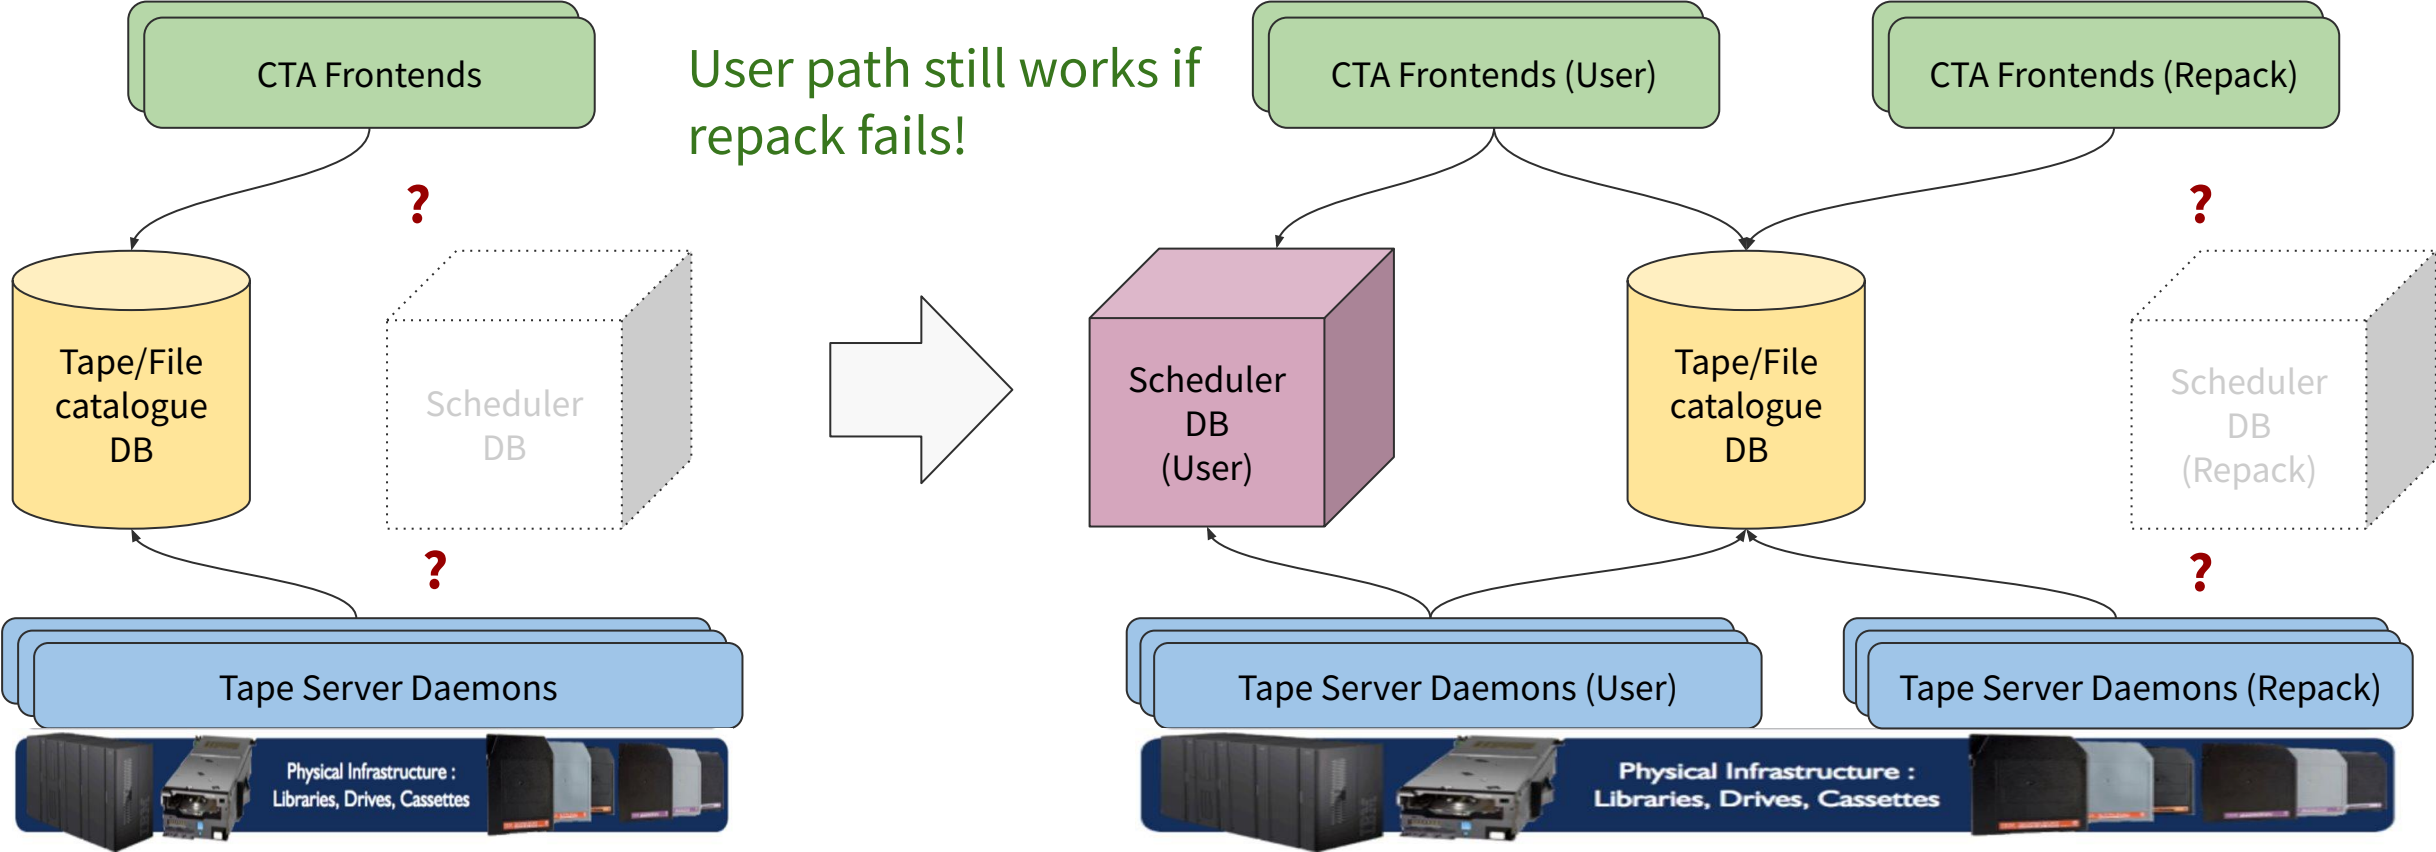 CTA Frontends
User path still works if
repack fails!
CTA Frontends (User)
CTA Frontends (Repack)
?
?
Tape/File
catalogue
DB
Scheduler
DB
Scheduler
DB
(User)
Tape/File
catalogue
DB
Scheduler
DB
(Repack)
?
?
Tape Server Daemons
Tape Server Daemons (User)
Tape Server Daemons (Repack)
Physical Infrastructure :
Libraries, Drives, Cassettes
Physical Infrastructure :
Libraries, Drives, Cassettes